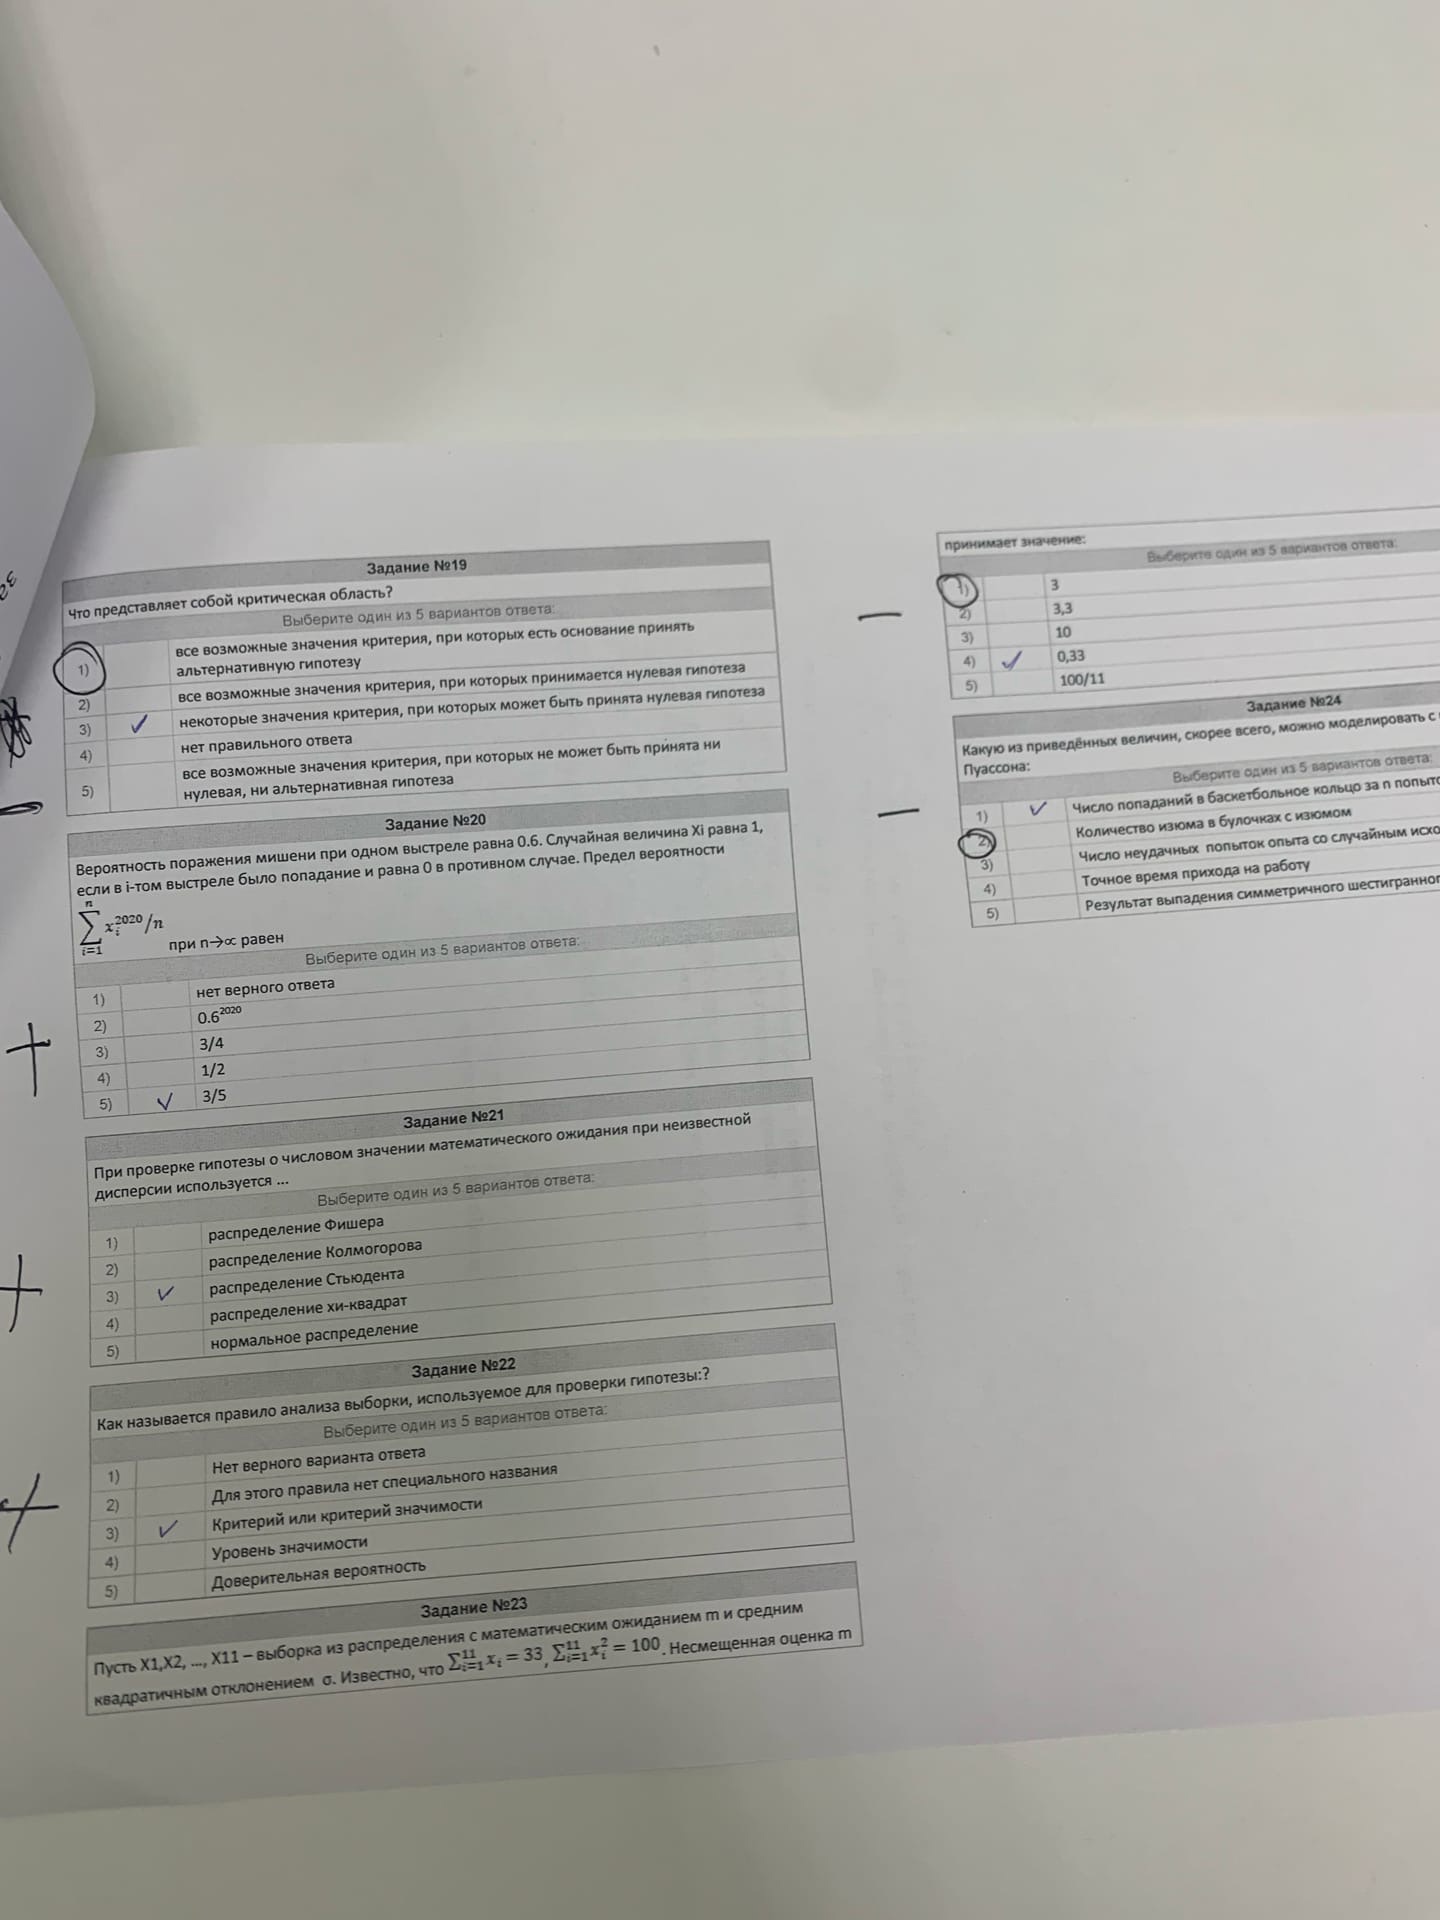 Задание №19
Что представляет собой критическая область?
Выберите один из 5 вариантов ответа:
1) все возможные значения критерия, при которых есть основание принять
альтернативную гипотезу
2) все возможные значения критерия, при которых принимается нулевая гипотеза
3) некоторые значения критерия, при которых может быть принята нулевая гипотеза
4) нет правильного ответа
5) все возможные значения критерия, при которых не может быть принята ни
нулевая, ни альтернативная гипотеза
Задание №20
Вероятность поражения мишени при одном выстреле равна 0.6. Случайная величина Xi равна 1,
если в i-том выстреле было попадание и равна 0 в противном случае. Предел вероятности
n
∑ x_i^2020/n
i=1
при n→∝ равен
Выберите один из 5 вариантов ответа:
1) нет верного ответа
2) 0.6^2020
3) 3/4
4) 1/2
5) 3/5
Задание №21
При проверке гипотезы о числовом значении математического ожидания при неизвестной
дисперсии используется ...
Выберите один из 5 вариантов ответа:
1) распределение Фишера
2) распределение Колмогорова
3) распределение Стьюдента
4) распределение хи-квадрат
5) нормальное распределение
Задание №22
Как называется правило анализа выборки, используемое для проверки гипотезы:?
Выберите один из 5 вариантов ответа:
1) Нет верного варианта ответа
2) Для этого правила нет специального названия
3) Критерий или критерий значимости
4) Уровень значимости
5) Доверительная вероятность
Задание №23
Пусть X1,X2, ..., X11 – выборка из распределения с математическим ожиданием m и средним
квадратичным отклонением σ. Известно, что ∑_{i=1}^{11} x_i = 33, ∑_{i=1}^{11} x_i^2 = 100. Несмещенная оценка m
принимает значение:
Выберите один из 5 вариантов ответа:
1) 3
2) 3,3
3) 10
4) 0,33
5) 100/11
Задание №24
Какую из приведённых величин, скорее всего, можно моделировать с
Пуассона:
Выберите один из 5 вариантов ответа:
1) Число попаданий в баскетбольное кольцо за n
2) Количество изюма в булочках с изюмом
3) Число неудачных попыток опыта со случайным
4) Точное время прихода на работу
5) Результат выпадения симметричного